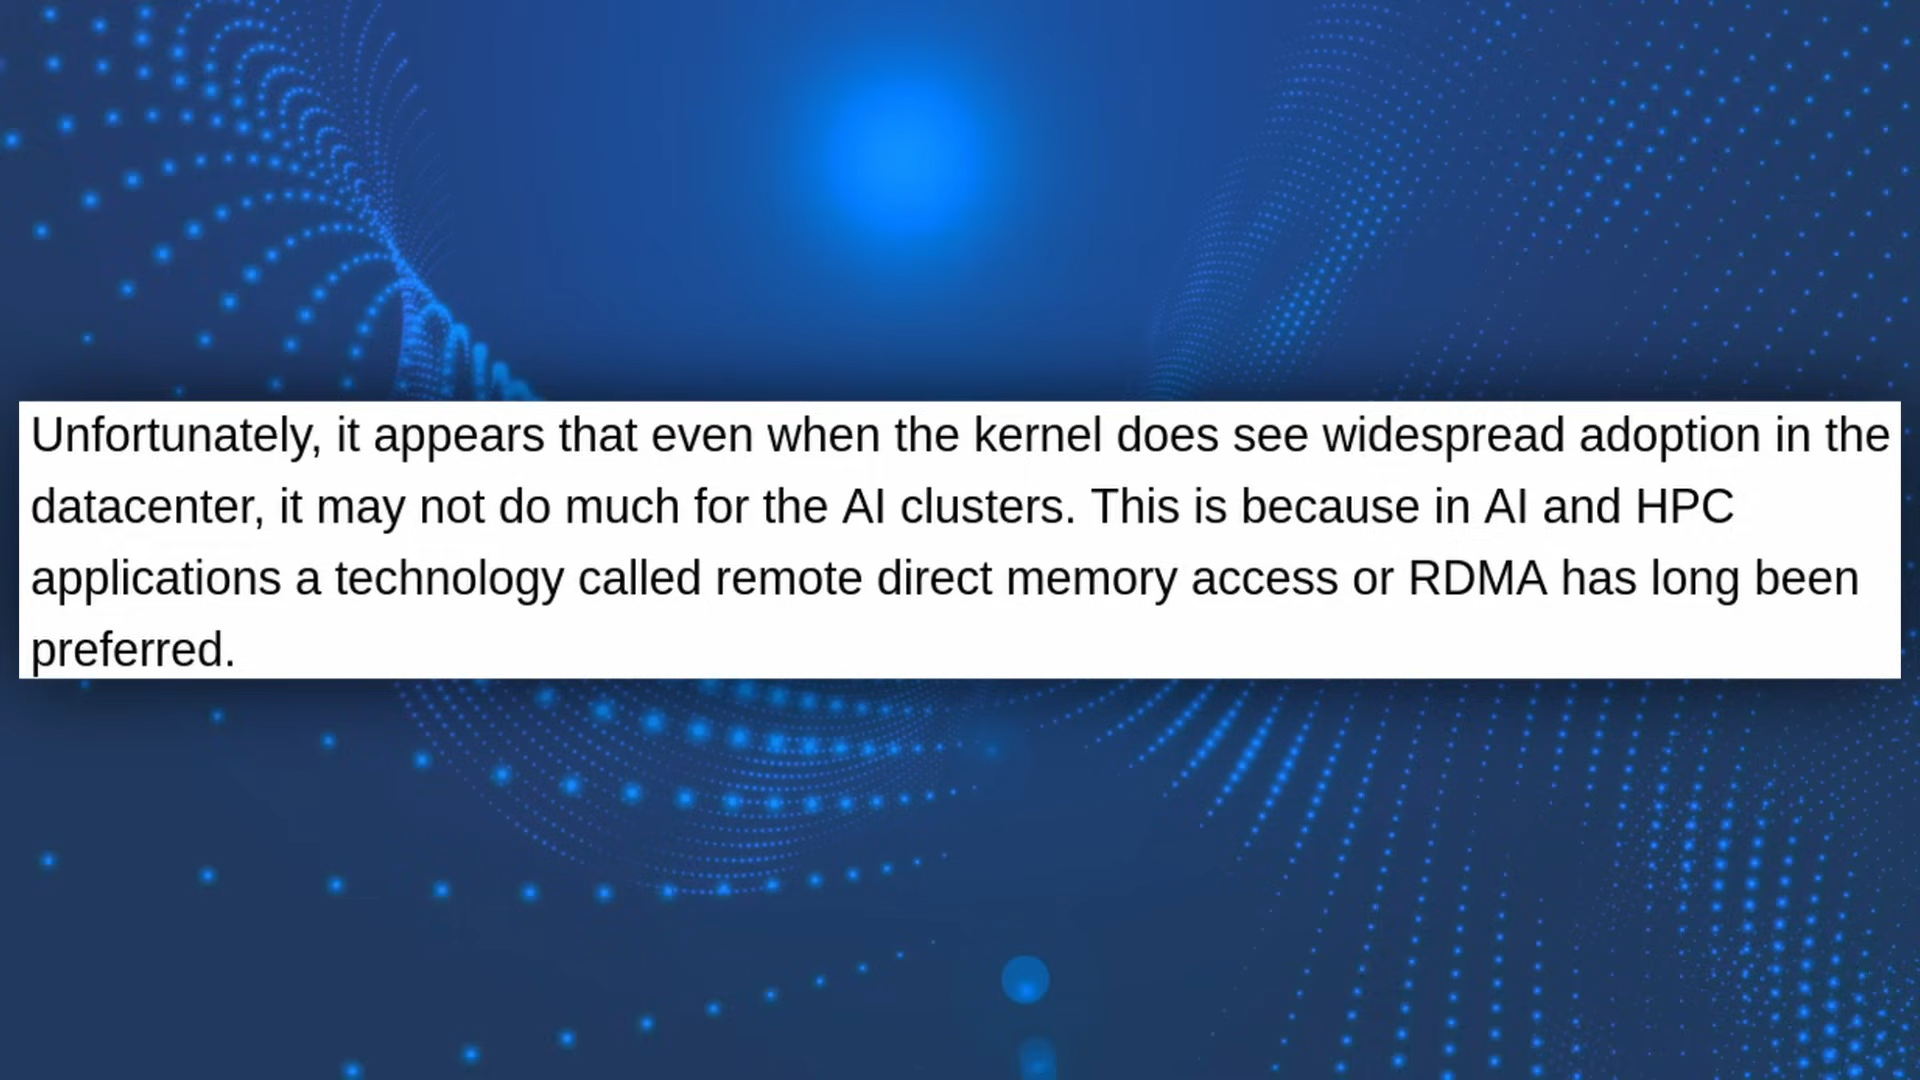 Unfortunately, it appears that even when the kernel does see widespread adoption in the
datacenter, it may not do much for the AI clusters. This is because in AI and HPC
applications a technology called remote direct memory access or RDMA has long been
preferred.